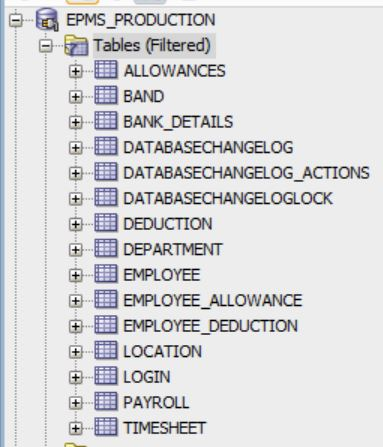 EPMS_PRODUCTION
Tables (Filtered)
ALLOWANCES
BAND
BANK_DETAILS
DATABASECHANGELOG
DATABASECHANGELOG_ACTIONS
DATABASECHANGELOGLOCK
DEDUCTION
DEPARTMENT
EMPLOYEE
EMPLOYEE_ALLOWANCE
EMPLOYEE_DEDUCTION
LOCATION
LOGIN
PAYROLL
TIMESHEET